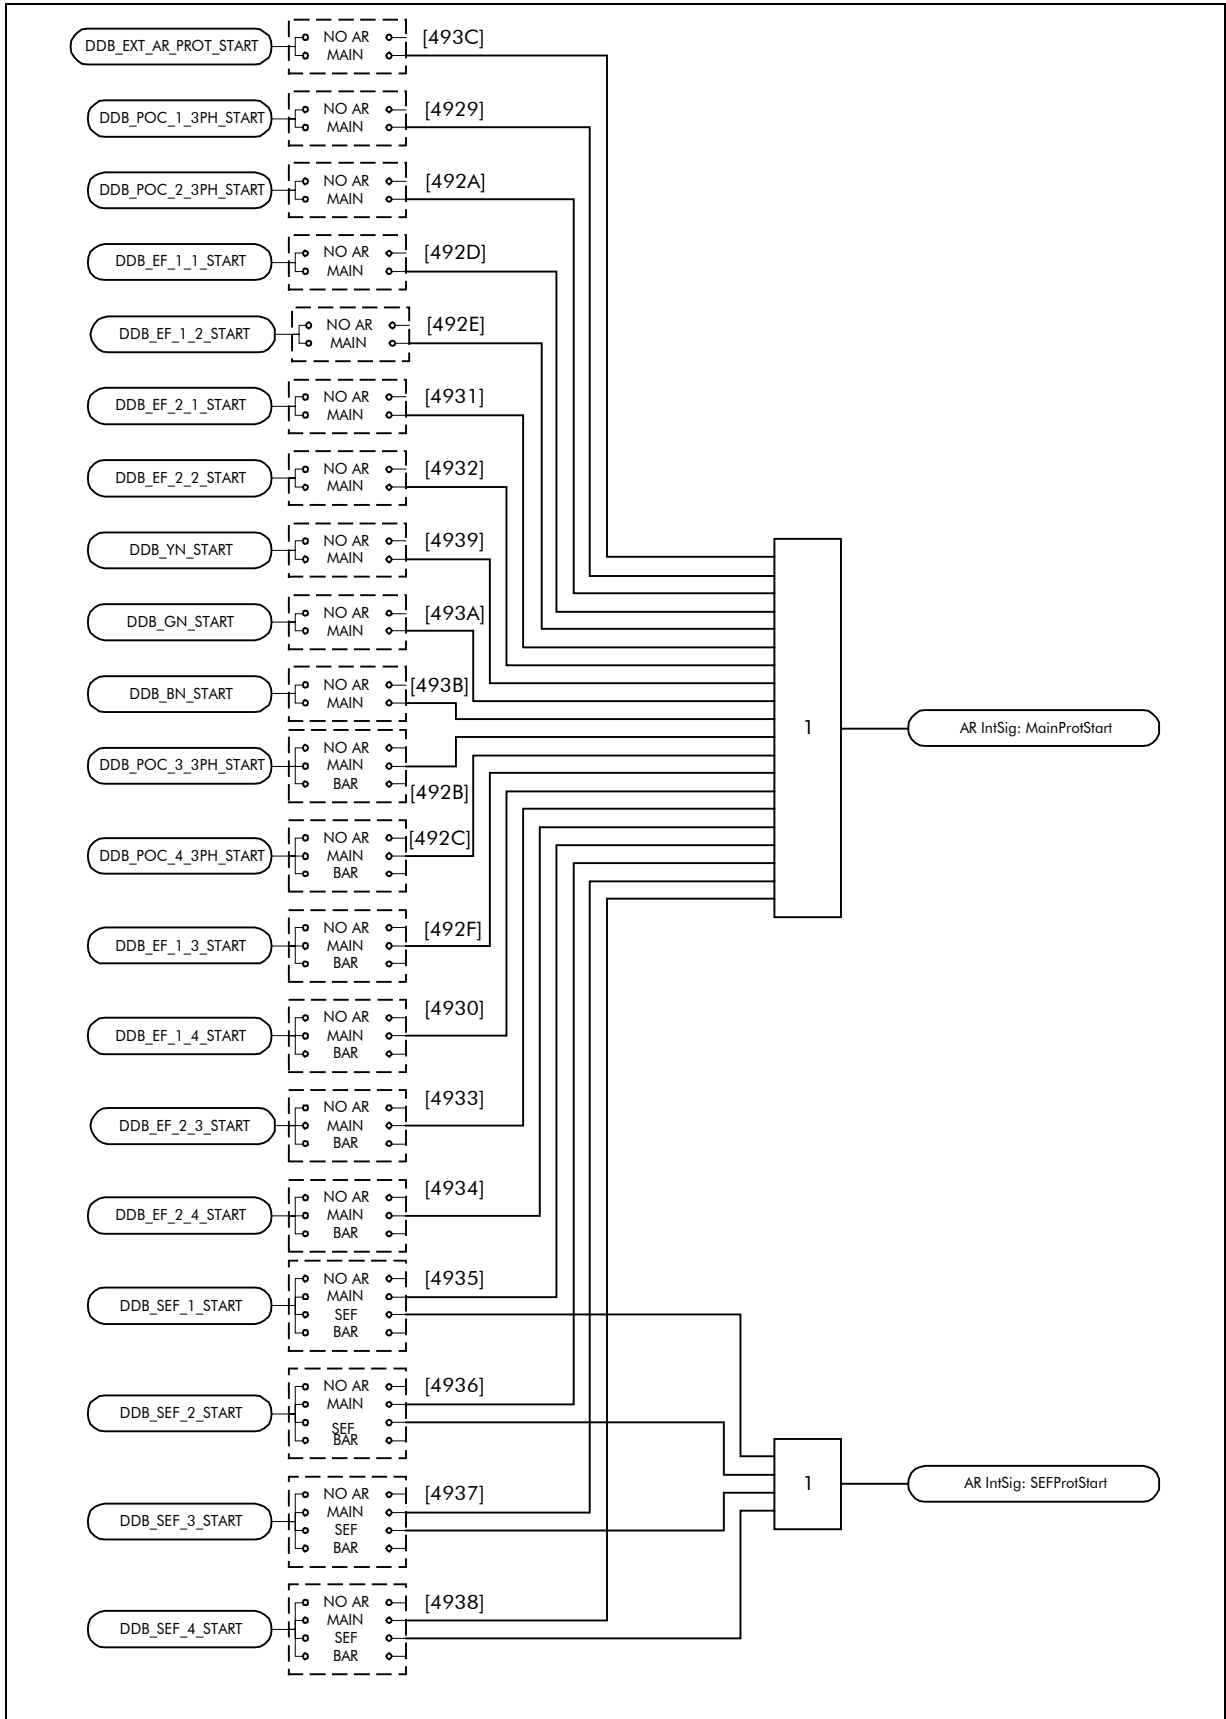 DDB_EXT_AR_PROT_START NO AR [493C]
MAIN
DDB_POC_1_3PH_START NO AR [4929]
MAIN
DDB_POC_2_3PH_START NO AR [492A]
MAIN
DDB_EF_1_1_START NO AR [492D]
MAIN
DDB_EF_1_2_START NO AR [492E]
MAIN
DDB_EF_2_1_START NO AR [4931]
MAIN
DDB_EF_2_2_START NO AR [4932]
MAIN
DDB_YN_START NO AR [4939]
MAIN
DDB_GN_START NO AR [493A]
MAIN
DDB_BN_START NO AR [493B]
MAIN
1 AR IntSig: MainProtStart
DDB_POC_3_3PH_START NO AR
MAIN
BAR [492B]
DDB_POC_4_3PH_START NO AR [492C]
MAIN
BAR
DDB_EF_1_3_START NO AR [492F]
MAIN
BAR
DDB_EF_1_4_START NO AR [4930]
MAIN
BAR
DDB_EF_2_3_START NO AR [4933]
MAIN
BAR
DDB_EF_2_4_START NO AR [4934]
MAIN
BAR
DDB_SEF_1_START NO AR [4935]
MAIN
SEF
BAR
DDB_SEF_2_START NO AR [4936]
MAIN
SEF
BAR
1 AR IntSig: SEFProtStart
DDB_SEF_3_START NO AR [4937]
MAIN
SEF
BAR
DDB_SEF_4_START NO AR [4938]
MAIN
SEF
BAR